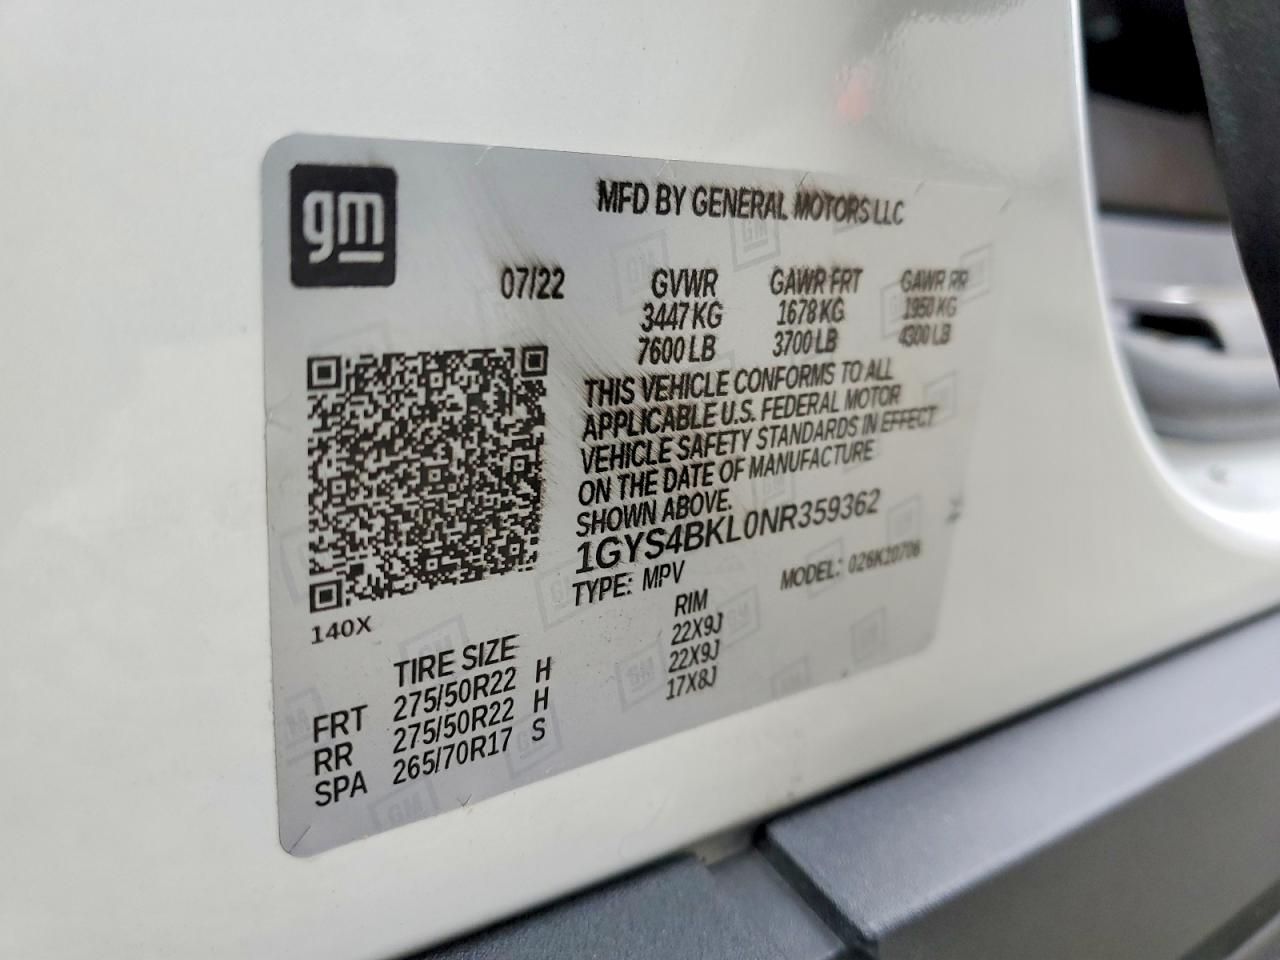 gm
MFD BY GENERAL MOTORS LLC
07/22 GVWR GAWR FRT GAWR RR
3447 KG 1678 KG 1950 KG
7600 LB 3700 LB 4300 LB
THIS VEHICLE CONFORMS TO ALL
APPLICABLE U.S. FEDERAL MOTOR
VEHICLE SAFETY STANDARDS IN EFFECT
ON THE DATE OF MANUFACTURE
SHOWN ABOVE.
1GYS4BKL0NR359362
TYPE: MPV MODEL: 026K10706
140X
TIRE SIZE RIM
FRT 275/50R22 H 22X9J
RR 275/50R22 H 22X9J
SPA 265/70R17 S 17X8J